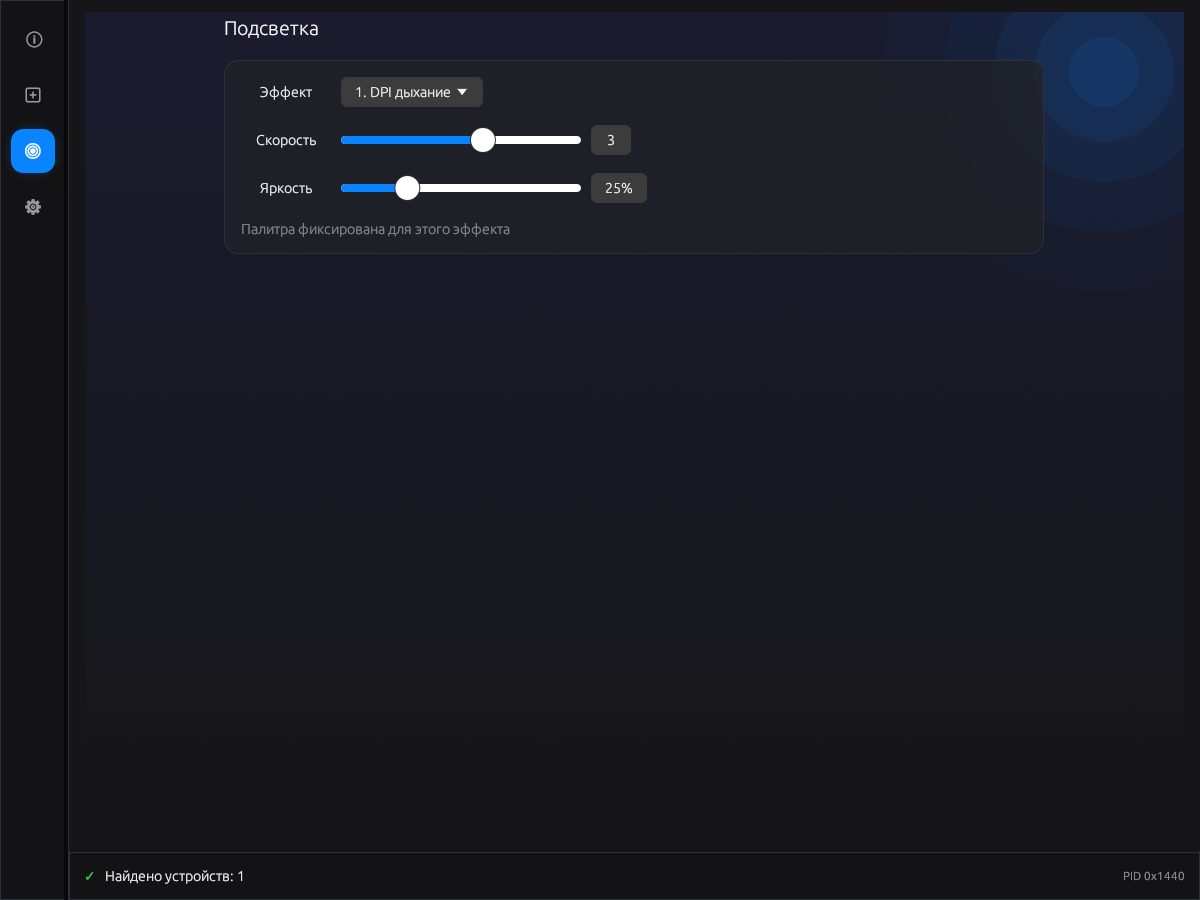 Подсветка
Эффект
1. DPI дыхание
Скорость
3
Яркость
25%
Палитра фиксирована для этого эффекта
✓ Найдено устройств: 1
PID 0x1440